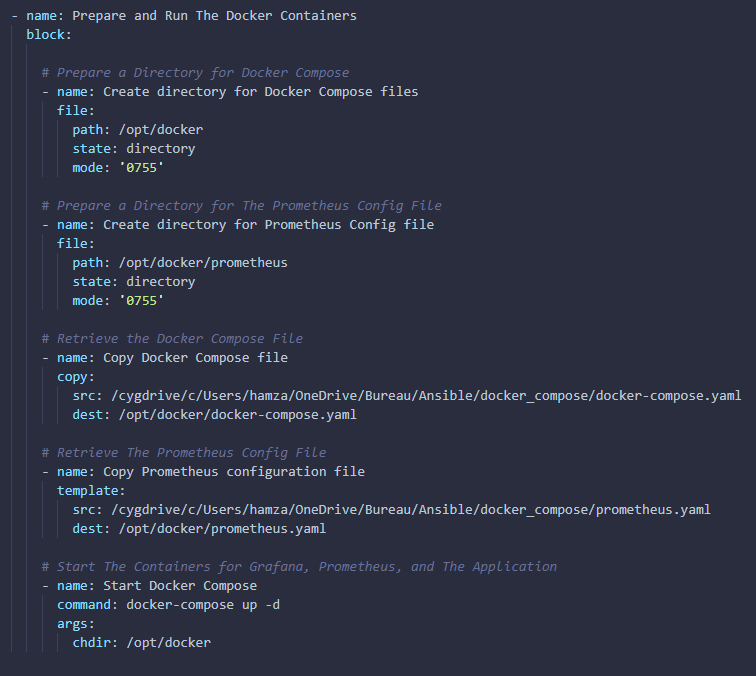 - name: Prepare and Run The Docker Containers
  block:

    # Prepare a Directory for Docker Compose
    - name: Create directory for Docker Compose files
      file:
        path: /opt/docker
        state: directory
        mode: '0755'

    # Prepare a Directory for The Prometheus Config File
    - name: Create directory for Prometheus Config file
      file:
        path: /opt/docker/prometheus
        state: directory
        mode: '0755'

    # Retrieve the Docker Compose File
    - name: Copy Docker Compose file
      copy:
        src: /cygdrive/c/Users/hamza/OneDrive/Bureau/Ansible/docker_compose/docker-compose.yaml
        dest: /opt/docker/docker-compose.yaml

    # Retrieve The Prometheus Config File
    - name: Copy Prometheus configuration file
      template:
        src: /cygdrive/c/Users/hamza/OneDrive/Bureau/Ansible/docker_compose/prometheus.yaml
        dest: /opt/docker/prometheus.yaml

    # Start The Containers for Grafana, Prometheus, and The Application
    - name: Start Docker Compose
      command: docker-compose up -d
      args:
        chdir: /opt/docker